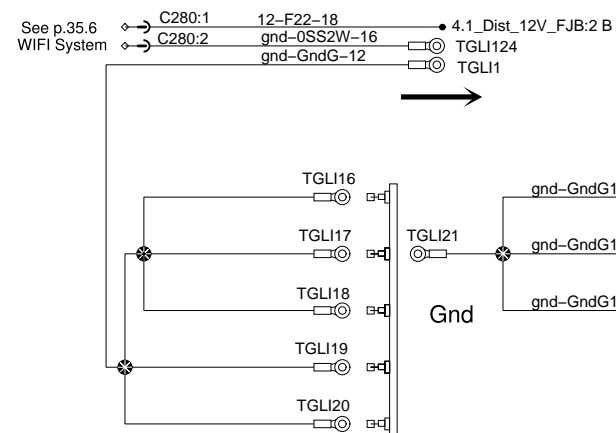 See p.35.6
WIFI System
C280:1
12-F22-18
4.1_Dist_12V_FJB:2 B
C280:2
gnd-0SS2W-16
TGLI124
gnd-GndG-12
TGLI1
TGLI16
gnd-GndG1
TGLI17
TGLI21
gnd-GndG1
TGLI18
gnd-GndG1
Gnd
TGLI19
TGLI20